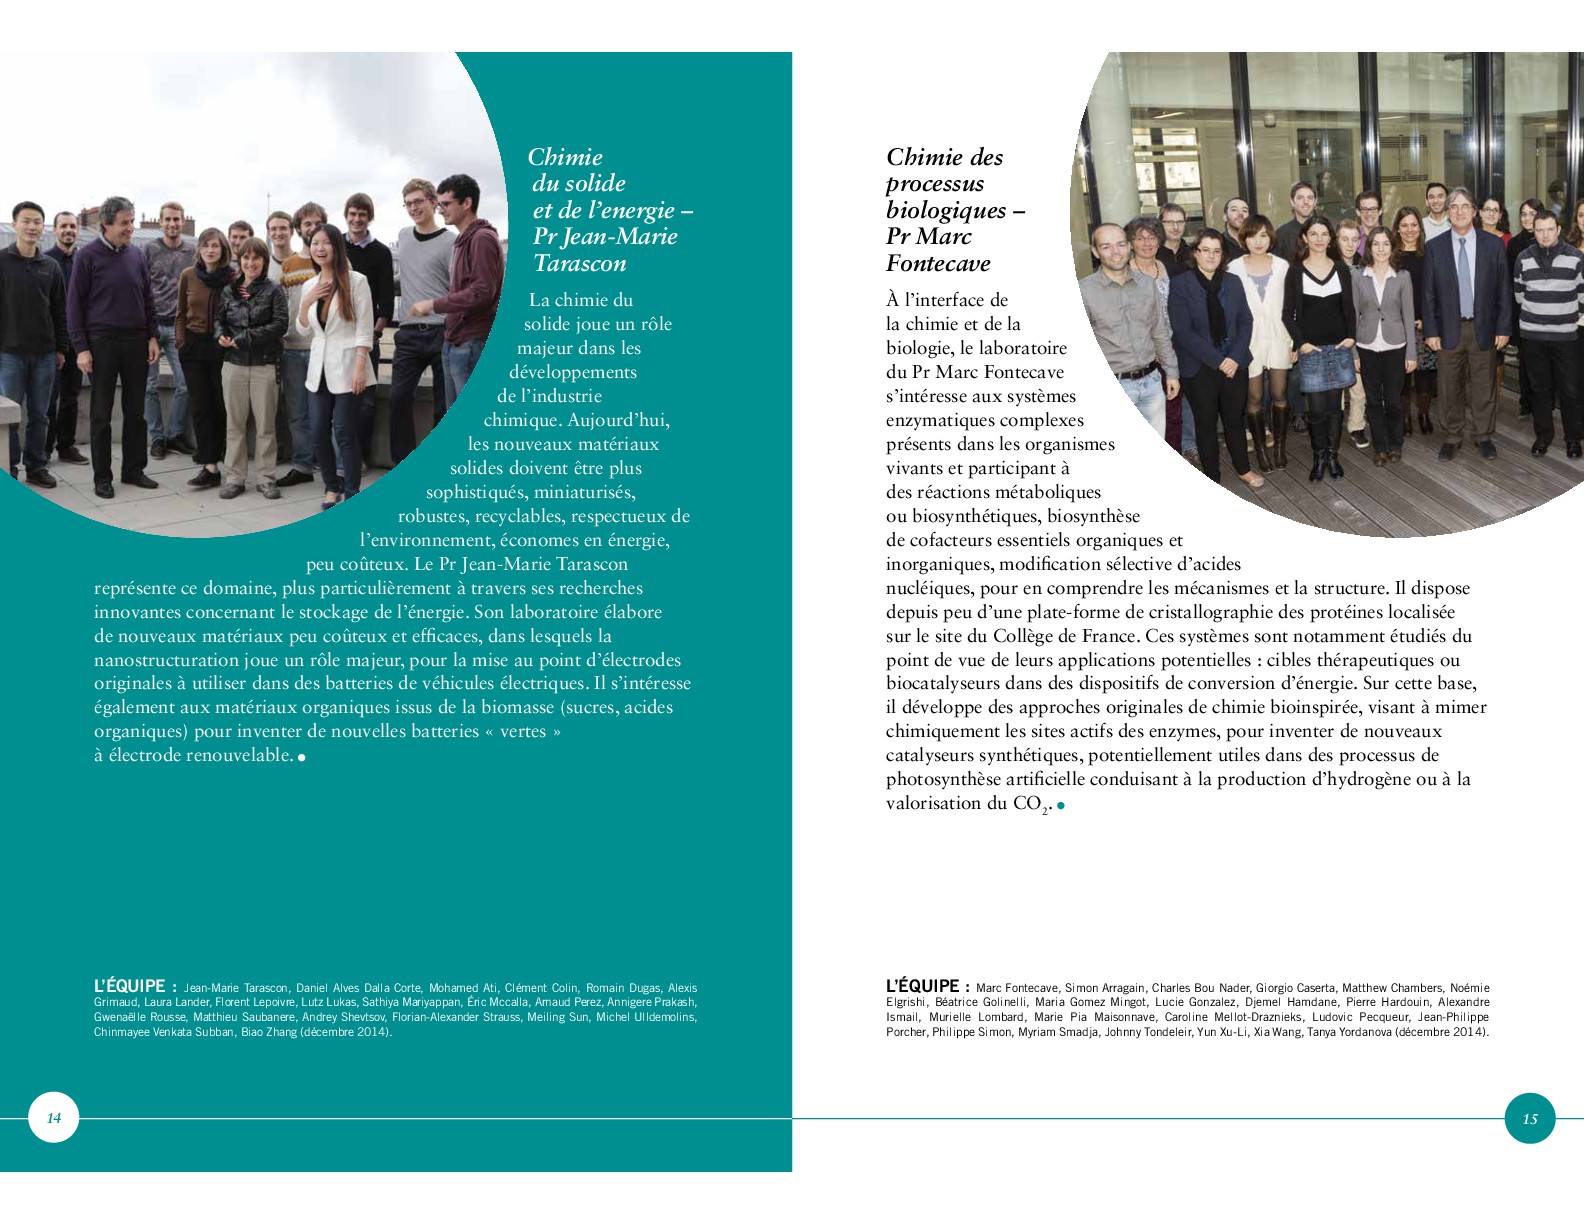 Chimie
du solide
et de l’energie –
Pr Jean-Marie
Tarascon
La chimie du
solide joue un rôle
majeur dans les
développements
de l’industrie
chimique. Aujourd’hui,
les nouveaux matériaux
solides doivent être plus
sophistiqués, miniaturisés,
robustes, recyclables, respectueux de
l’environnement, économes en énergie,
peu coûteux. Le Pr Jean-Marie Tarascon
représente ce domaine, plus particulièrement à travers ses recherches
innovantes concernant le stockage de l’énergie. Son laboratoire élabore
de nouveaux matériaux peu coûteux et efficaces, dans lesquels la
nanostructuration joue un rôle majeur, pour la mise au point d’électrodes
originales à utiliser dans des batteries de véhicules électriques. Il s’intéresse
également aux matériaux organiques issus de la biomasse (sucres, acides
organiques) pour inventer de nouvelles batteries « vertes »
à électrode renouvelable.
L’ÉQUIPE : Jean-Marie Tarascon, Daniel Alves Dalla Corte, Mohamed Ati, Clément Colin, Romain Dugas, Alexis
Grimaud, Laura Lander, Florent Lepoivre, Lutz Lukas, Sathiya Mariyappan, Éric Mccalla, Arnaud Perez, Annigere Prakash,
Gwenaëlle Rousse, Matthieu Saubanere, Andrey Shevtsov, Florian-Alexander Strauss, Meiling Sun, Michel Ulldemolins,
Chinmayee Venkata Subban, Biao Zhang (décembre 2014).
14
Chimie des
processus
biologiques –
Pr Marc
Fontecave
À l’interface de
la chimie et de la
biologie, le laboratoire
du Pr Marc Fontecave
s’intéresse aux systèmes
enzymatiques complexes
présents dans les organismes
vivants et participant à
des réactions métaboliques
ou biosynthétiques, biosynthèse
de cofacteurs essentiels organiques et
inorganiques, modification sélective d’acides
nucléiques, pour en comprendre les mécanismes et la structure. Il dispose
depuis peu d’une plate-forme de cristallographie des protéines localisée
sur le site du Collège de France. Ces systèmes sont notamment étudiés du
point de vue de leurs applications potentielles : cibles thérapeutiques ou
biocatalyseurs dans des dispositifs de conversion d’énergie. Sur cette base,
il développe des approches originales de chimie bioinspirée, visant à mimer
chimiquement les sites actifs des enzymes, pour inventer de nouveaux
catalyseurs synthétiques, potentiellement utiles dans des processus de
photosynthèse artificielle conduisant à la production d’hydrogène ou à la
valorisation du CO₂.
L’ÉQUIPE : Marc Fontecave, Simon Arragain, Charles Bou Nader, Giorgio Caserta, Matthew Chambers, Noémie
Elgrishi, Béatrice Golinelli, Maria Gomez Mingot, Lucie Gonzalez, Djemel Hamdane, Pierre Hardouin, Alexandre
Ismail, Murielle Lombard, Marie Pia Maisonnave, Caroline Mellot-Draznieks, Ludovic Pecqueur, Jean-Philippe
Porcher, Philippe Simon, Myriam Smadja, Johnny Tondeleir, Yun Xu-Li, Xia Wang, Tanya Yordanova (décembre 2014).
15